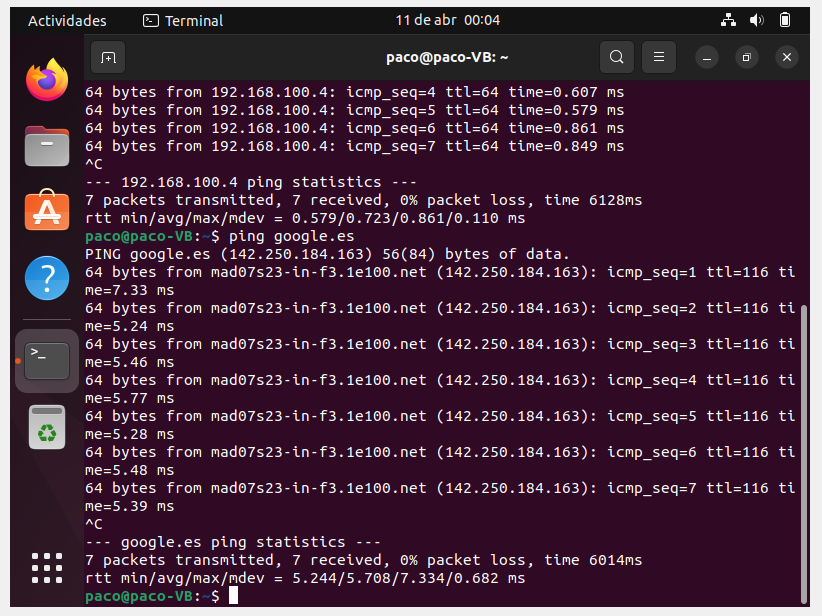 Actividades
Terminal
11 de abr 00:04
paco@paco-VB: ~
64 bytes from 192.168.100.4: icmp_seq=4 ttl=64 time=0.607 ms
64 bytes from 192.168.100.4: icmp_seq=5 ttl=64 time=0.579 ms
64 bytes from 192.168.100.4: icmp_seq=6 ttl=64 time=0.861 ms
64 bytes from 192.168.100.4: icmp_seq=7 ttl=64 time=0.849 ms
^C
--- 192.168.100.4 ping statistics ---
7 packets transmitted, 7 received, 0% packet loss, time 6128ms
rtt min/avg/max/mdev = 0.579/0.723/0.861/0.110 ms
paco@paco-VB:~$ ping google.es
PING google.es (142.250.184.163) 56(84) bytes of data.
64 bytes from mad07s23-in-f3.1e100.net (142.250.184.163): icmp_seq=1 ttl=116 ti
me=7.33 ms
64 bytes from mad07s23-in-f3.1e100.net (142.250.184.163): icmp_seq=2 ttl=116 ti
me=5.24 ms
64 bytes from mad07s23-in-f3.1e100.net (142.250.184.163): icmp_seq=3 ttl=116 ti
me=5.46 ms
64 bytes from mad07s23-in-f3.1e100.net (142.250.184.163): icmp_seq=4 ttl=116 ti
me=5.77 ms
64 bytes from mad07s23-in-f3.1e100.net (142.250.184.163): icmp_seq=5 ttl=116 ti
me=5.28 ms
64 bytes from mad07s23-in-f3.1e100.net (142.250.184.163): icmp_seq=6 ttl=116 ti
me=5.48 ms
64 bytes from mad07s23-in-f3.1e100.net (142.250.184.163): icmp_seq=7 ttl=116 ti
me=5.39 ms
^C
--- google.es ping statistics ---
7 packets transmitted, 7 received, 0% packet loss, time 6014ms
rtt min/avg/max/mdev = 5.244/5.708/7.334/0.682 ms
paco@paco-VB:~$